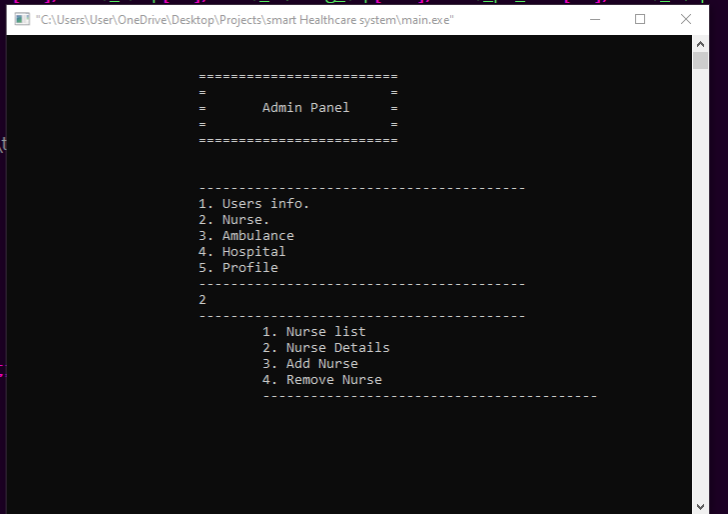 "C:\Users\User\OneDrive\Desktop\Projects\smart Healthcare system\main.exe"
=========================
=                       =
=       Admin Panel     =
=                       =
=========================
-----------------------------------------
1. Users info.
2. Nurse.
3. Ambulance
4. Hospital
5. Profile
-----------------------------------------
2
-----------------------------------------
1. Nurse list
2. Nurse Details
3. Add Nurse
4. Remove Nurse
------------------------------------------